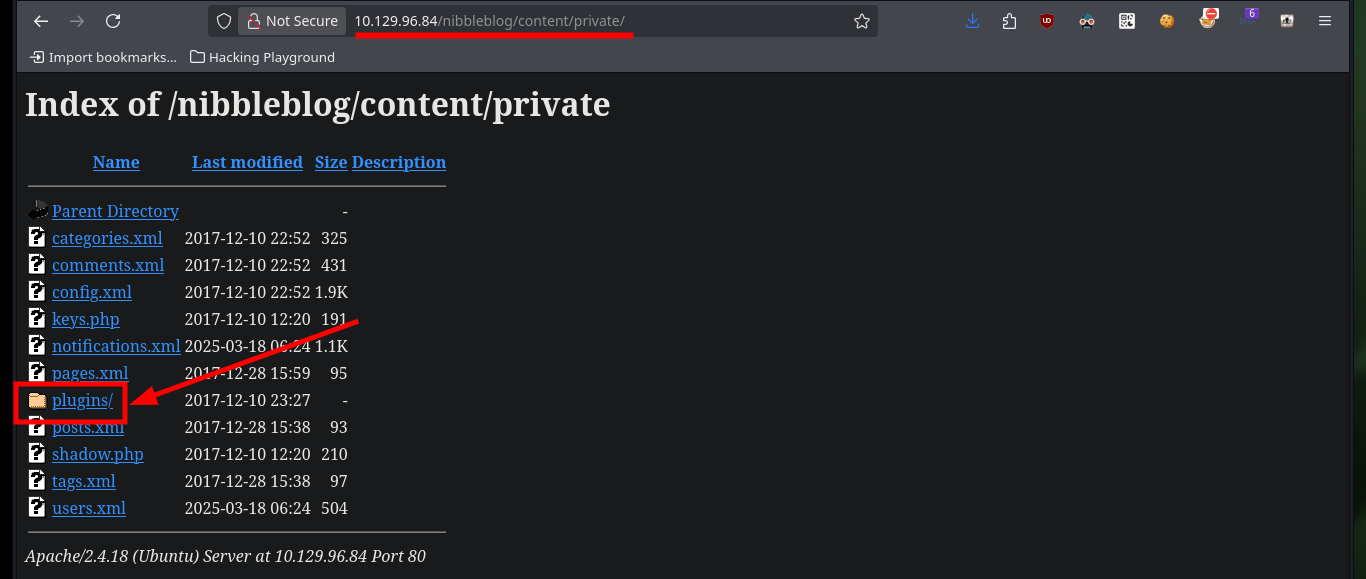 Not Secure 10.129.96.84/nibbleblog/content/private/ UD 6
Import bookmarks... Hacking Playground
Index of /nibbleblog/content/private
Name Last modified Size Description
Parent Directory -
categories.xml 2017-12-10 22:52 325
comments.xml 2017-12-10 22:52 431
config.xml 2017-12-10 22:52 1.9K
keys.php 2017-12-10 12:20 191
notifications.xml 2025-03-18 06:24 1.1K
pages.xml 2017-12-28 15:59 95
plugins/ 2017-12-10 23:27 -
posts.xml 2017-12-28 15:38 93
shadow.php 2017-12-10 12:20 210
tags.xml 2017-12-28 15:38 97
users.xml 2025-03-18 06:24 504
Apache/2.4.18 (Ubuntu) Server at 10.129.96.84 Port 80